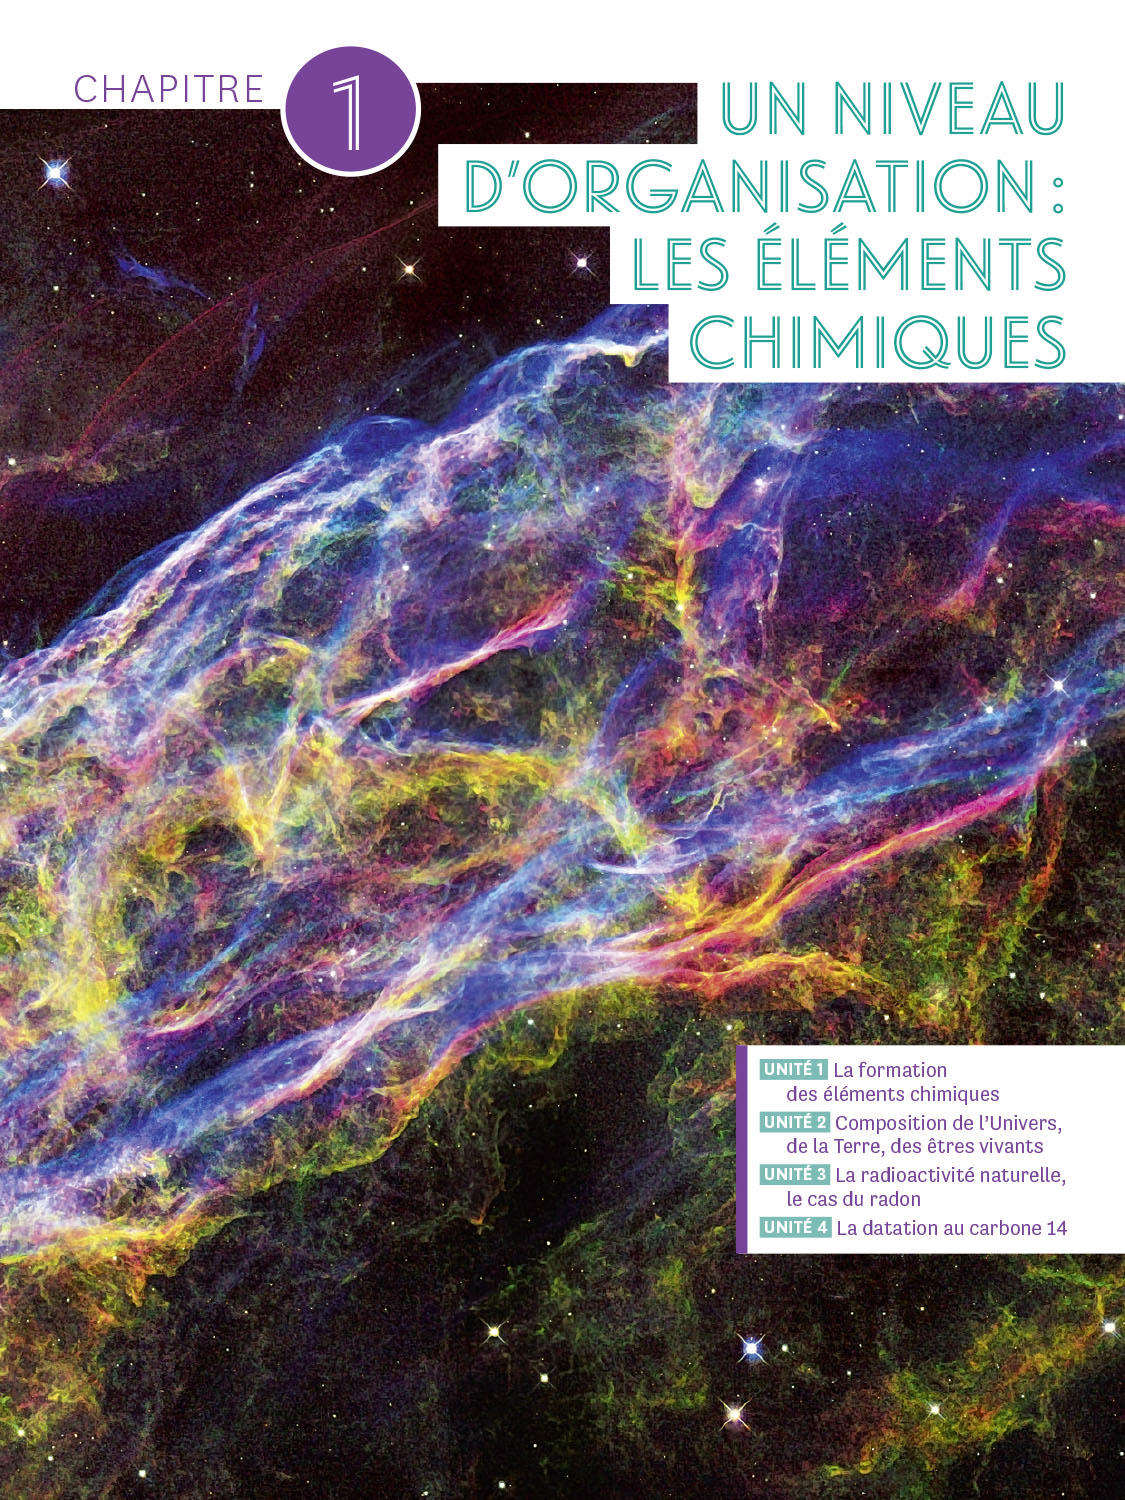 CHAPITRE 1
UN NIVEAU
D’ORGANISATION :
LES ÉLÉMENTS
CHIMIQUES
UNITÉ 1 La formation
des éléments chimiques
UNITÉ 2 Composition de l’Univers,
de la Terre, des êtres vivants
UNITÉ 3 La radioactivité naturelle,
le cas du radon
UNITÉ 4 La datation au carbone 14